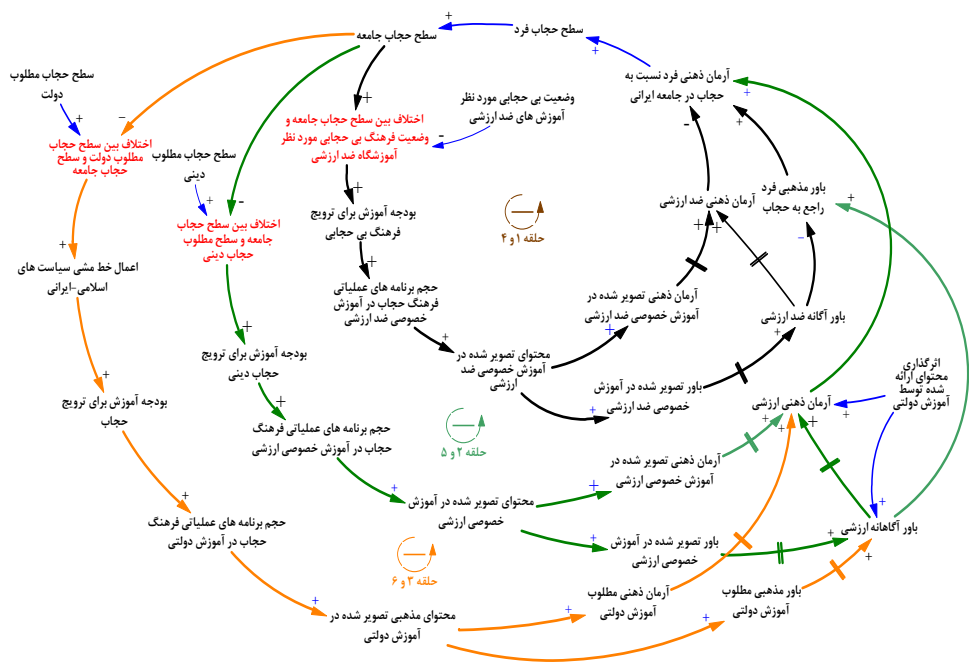 سطح حجاب فرد
سطح حجاب جامعه
سطح حجاب مطلوب
دولت
آرمان ذهنی فرد نسبت به
حجاب در جامعه ایرانی
وضعیت بی حجابی مورد نظر
آموزش های ضد ارزشی
اختلاف بین سطح حجاب جامعه و
وضعیت فرهنگ بی حجابی مورد نظر
آموزشگاه ضد ارزشی
اختلاف بین سطح حجاب
مطلوب دولت و سطح
حجاب جامعه
سطح حجاب مطلوب
دینی
اختلاف بین سطح حجاب
جامعه و سطح مطلوب
حجاب دینی
باور مذهبی فرد
راجع به حجاب
آرمان ذهنی ضد ارزشی
بودجه آموزش برای ترویج
فرهنگ بی حجابی
حلقه ۱ و ۴
اعمال خط مشی سیاست های
اسلامی-ایرانی
حجم برنامه های عملیاتی
فرهنگ حجاب در آموزش
خصوصی ضد ارزشی
آرمان ذهنی تصویر شده در
آموزش خصوصی ضد ارزشی
باور آگانه ضد ارزشی
محتوای تصویر شده در
آموزش خصوصی ضد
ارزشی
بودجه آموزش برای ترویج
حجاب دینی
باور تصویر شده در آموزش
خصوصی ضد ارزشی
اثرگذاری
محتوای ارائه
شده توسط
آموزش دولتی
آرمان ذهنی ارزشی
بودجه آموزش برای ترویج
حجاب
حجم برنامه های عملیاتی فرهنگ
حجاب در آموزش خصوصی ارزشی
حلقه ۲ و ۵
آرمان ذهنی تصویر شده در
آموزش خصوصی ارزشی
محتوای تصویر شده در آموزش
خصوصی ارزشی
باور آگاهانه ارزشی
حجم برنامه های عملیاتی فرهنگ
حجاب در آموزش دولتی
باور تصویر شده در آموزش
خصوصی ارزشی
حلقه ۳ و ۶
آرمان ذهنی مطلوب
آموزش دولتی
باور مذهبی مطلوب
آموزش دولتی
محتوای مذهبی تصویر شده در
آموزش دولتی